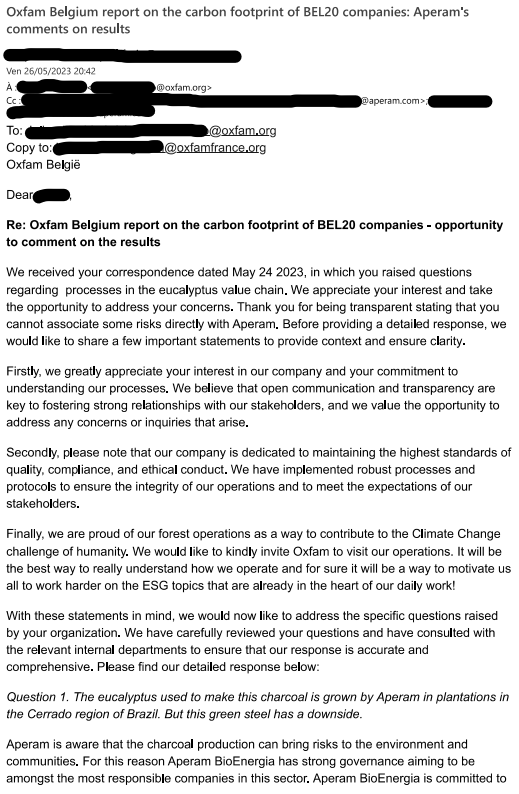 Oxfam Belgium report on the carbon footprint of BEL20 companies: Aperam's
comments on results
Ven 26/05/2023 20:42
À : < @oxfam.org>
Cc : @aperam.com>;
To: @oxfam.org
Copy to: @oxfamfrance.org
Oxfam België
Dear ,
Re: Oxfam Belgium report on the carbon footprint of BEL20 companies - opportunity
to comment on the results
We received your correspondence dated May 24 2023, in which you raised questions
regarding processes in the eucalyptus value chain. We appreciate your interest and take
the opportunity to address your concerns. Thank you for being transparent stating that you
cannot associate some risks directly with Aperam. Before providing a detailed response, we
would like to share a few important statements to provide context and ensure clarity.
Firstly, we greatly appreciate your interest in our company and your commitment to
understanding our processes. We believe that open communication and transparency are
key to fostering strong relationships with our stakeholders, and we value the opportunity to
address any concerns or inquiries that arise.
Secondly, please note that our company is dedicated to maintaining the highest standards of
quality, compliance, and ethical conduct. We have implemented robust processes and
protocols to ensure the integrity of our operations and to meet the expectations of our
stakeholders.
Finally, we are proud of our forest operations as a way to contribute to the Climate Change
challenge of humanity. We would like to kindly invite Oxfam to visit our operations. It will be
the best way to really understand how we operate and for sure it will be a way to motivate us
all to work harder on the ESG topics that are already in the heart of our daily work!
With these statements in mind, we would now like to address the specific questions raised
by your organization. We have carefully reviewed your questions and have consulted with
the relevant internal departments to ensure that our response is accurate and
comprehensive. Please find our detailed response below:
Question 1. The eucalyptus used to make this charcoal is grown by Aperam in plantations in
the Cerrado region of Brazil. But this green steel has a downside.
Aperam is aware that the charcoal production can bring risks to the environment and
communities. For this reason Aperam BioEnergia has strong governance aiming to be
amongst the most responsible companies in this sector. Aperam BioEnergia is committed to